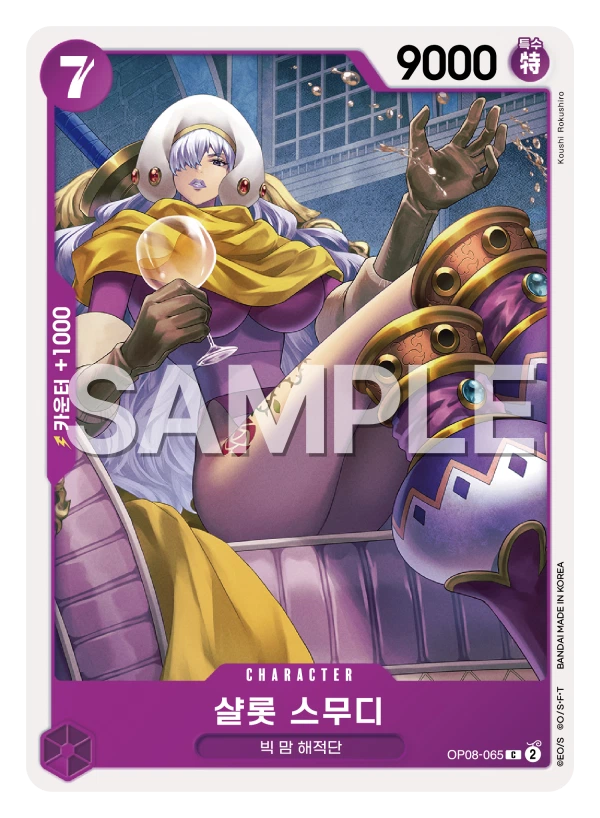 7
9000
특수
特
Koushi Rokushiro
카운터 +1000
SAMPLE
CHARACTER
샬롯 스무디
빅 맘 해적단
OP08-065 C 2
©EO/S ©O/S·F·T BANDAI MADE IN KOREA